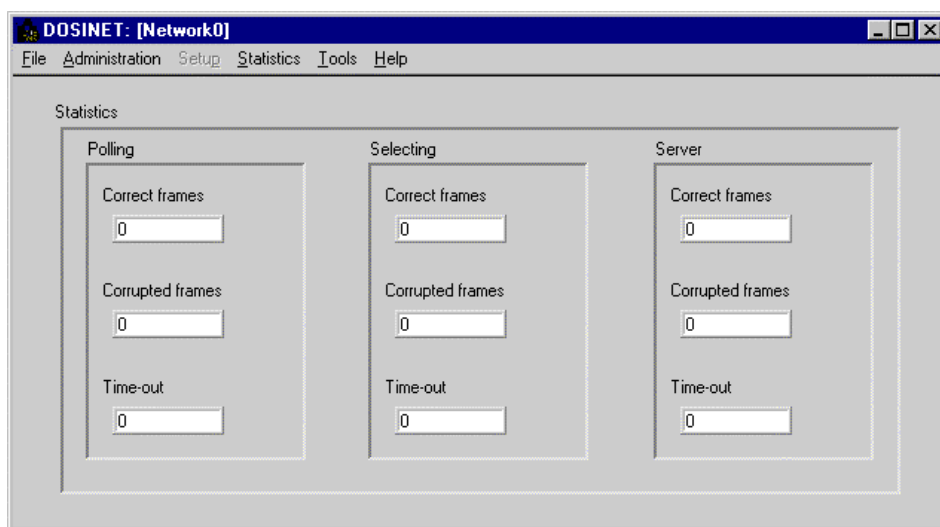 DOSINET: [Network0]
File Administration Setup Statistics Tools Help
Statistics
Polling Selecting Server
Correct frames Correct frames Correct frames
0 0 0
Corrupted frames Corrupted frames Corrupted frames
0 0 0
Time-out Time-out Time-out
0 0 0